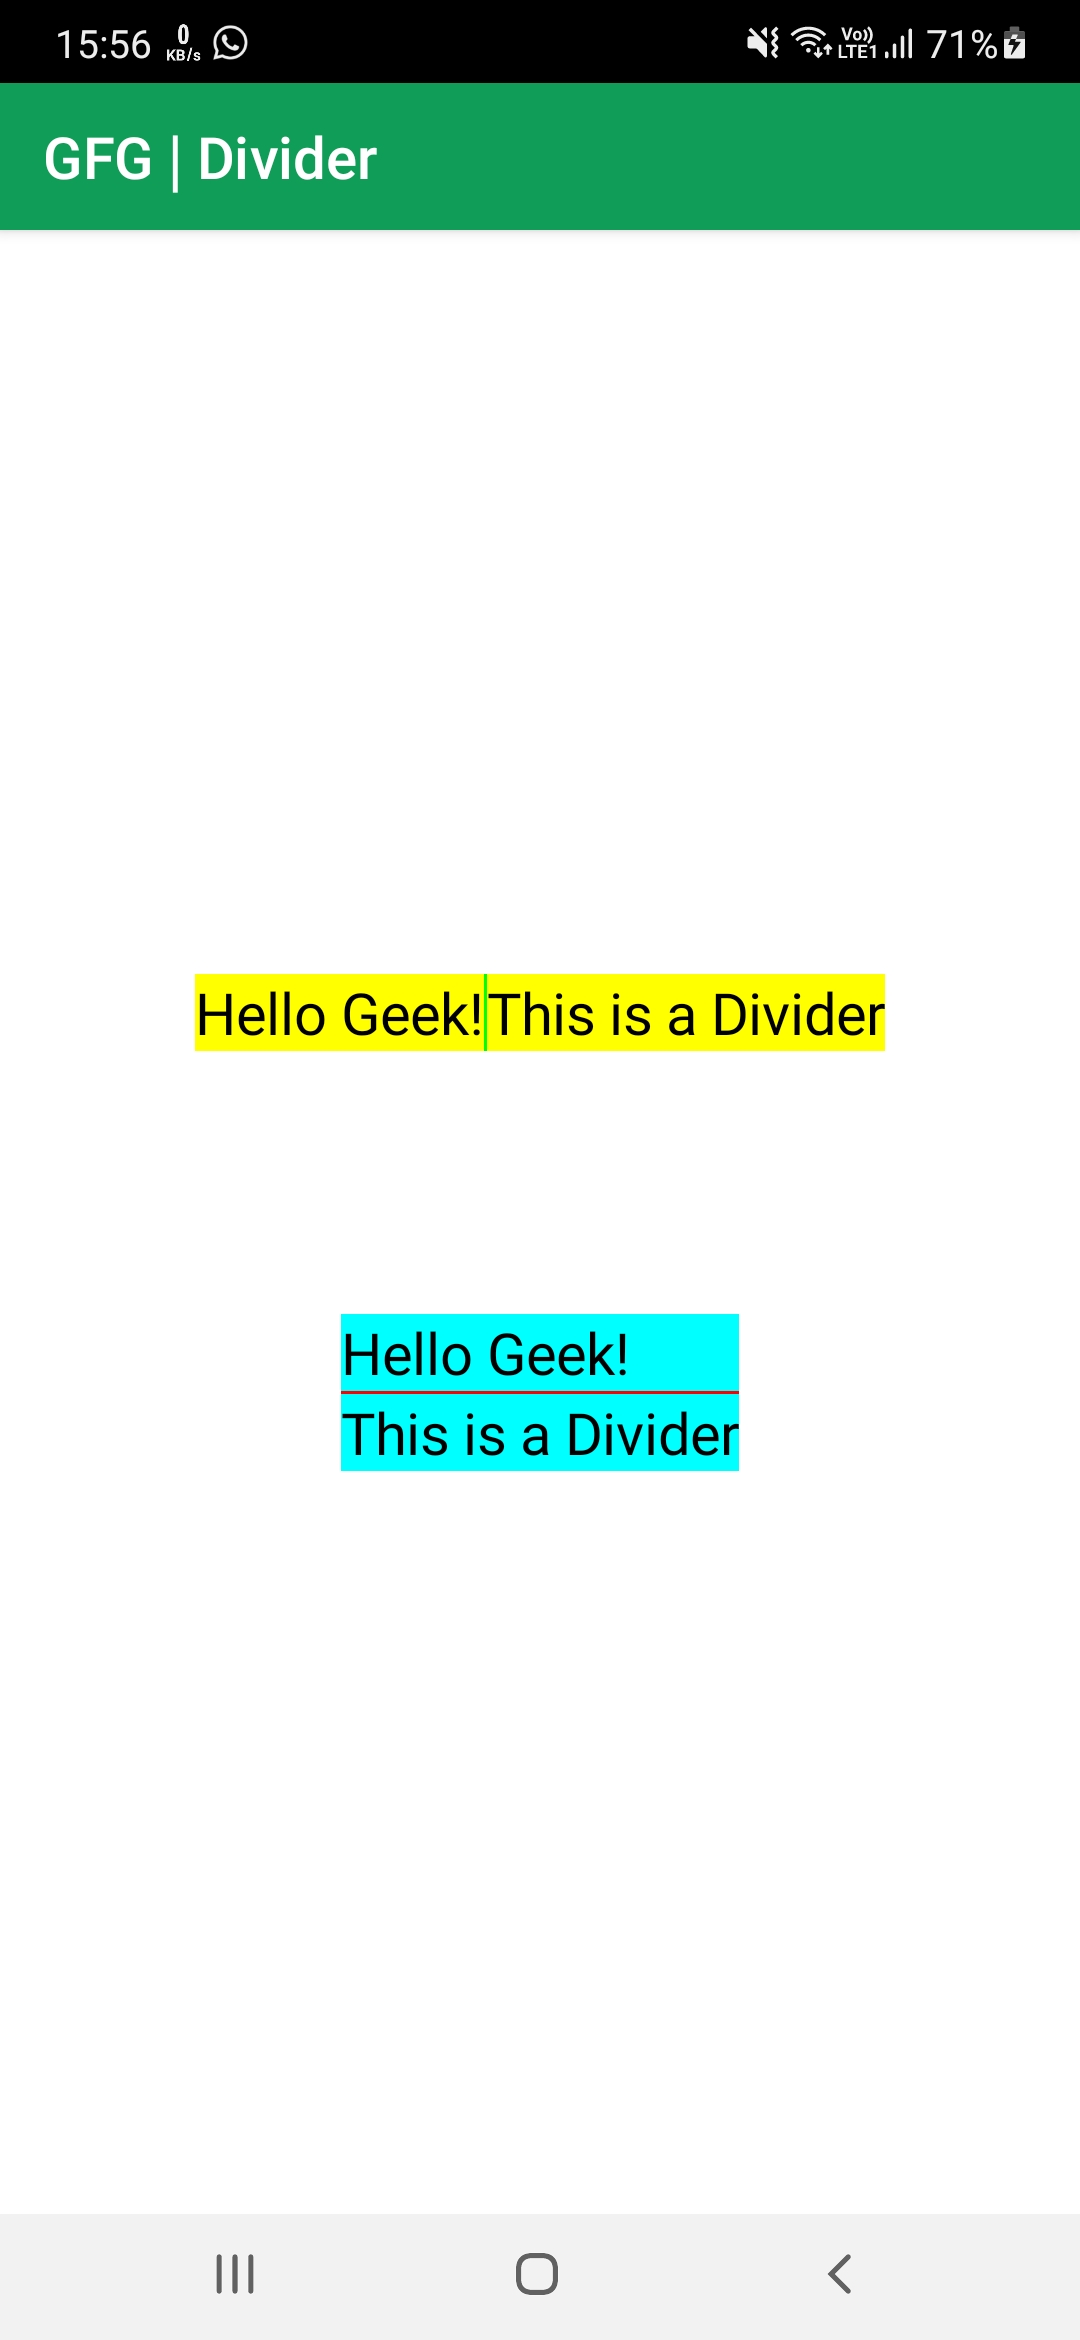 15:56 0 KB/s Vo)) LTE1 71%
GFG | Divider
Hello Geek! This is a Divider
Hello Geek!
This is a Divider